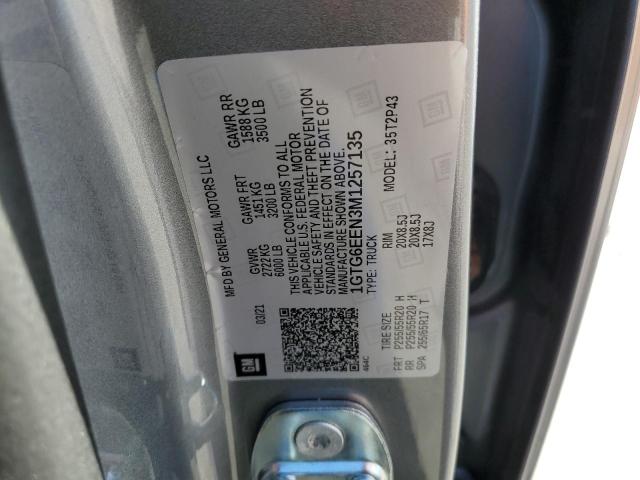 MFD BY GENERAL MOTORS LLC
03/21
GVWR
2722 KG
6000 LB
GAWR FRT
1451 KG
3200 LB
GAWR RR
1588 KG
3500 LB
THIS VEHICLE CONFORMS TO ALL
APPLICABLE U.S. FEDERAL MOTOR
VEHICLE SAFETY AND THEFT PREVENTION
STANDARDS IN EFFECT ON THE DATE OF
MANUFACTURE SHOWN ABOVE.
1GTG6EEN3M1257135
TYPE: TRUCK
MODEL: 35T2P43
TIRE SIZE RIM
FRT P255/55R20 H 20X8.5J
RR P255/55R20 H 20X8.5J
SPA 255/65R17 T 17X8J
GM
464C